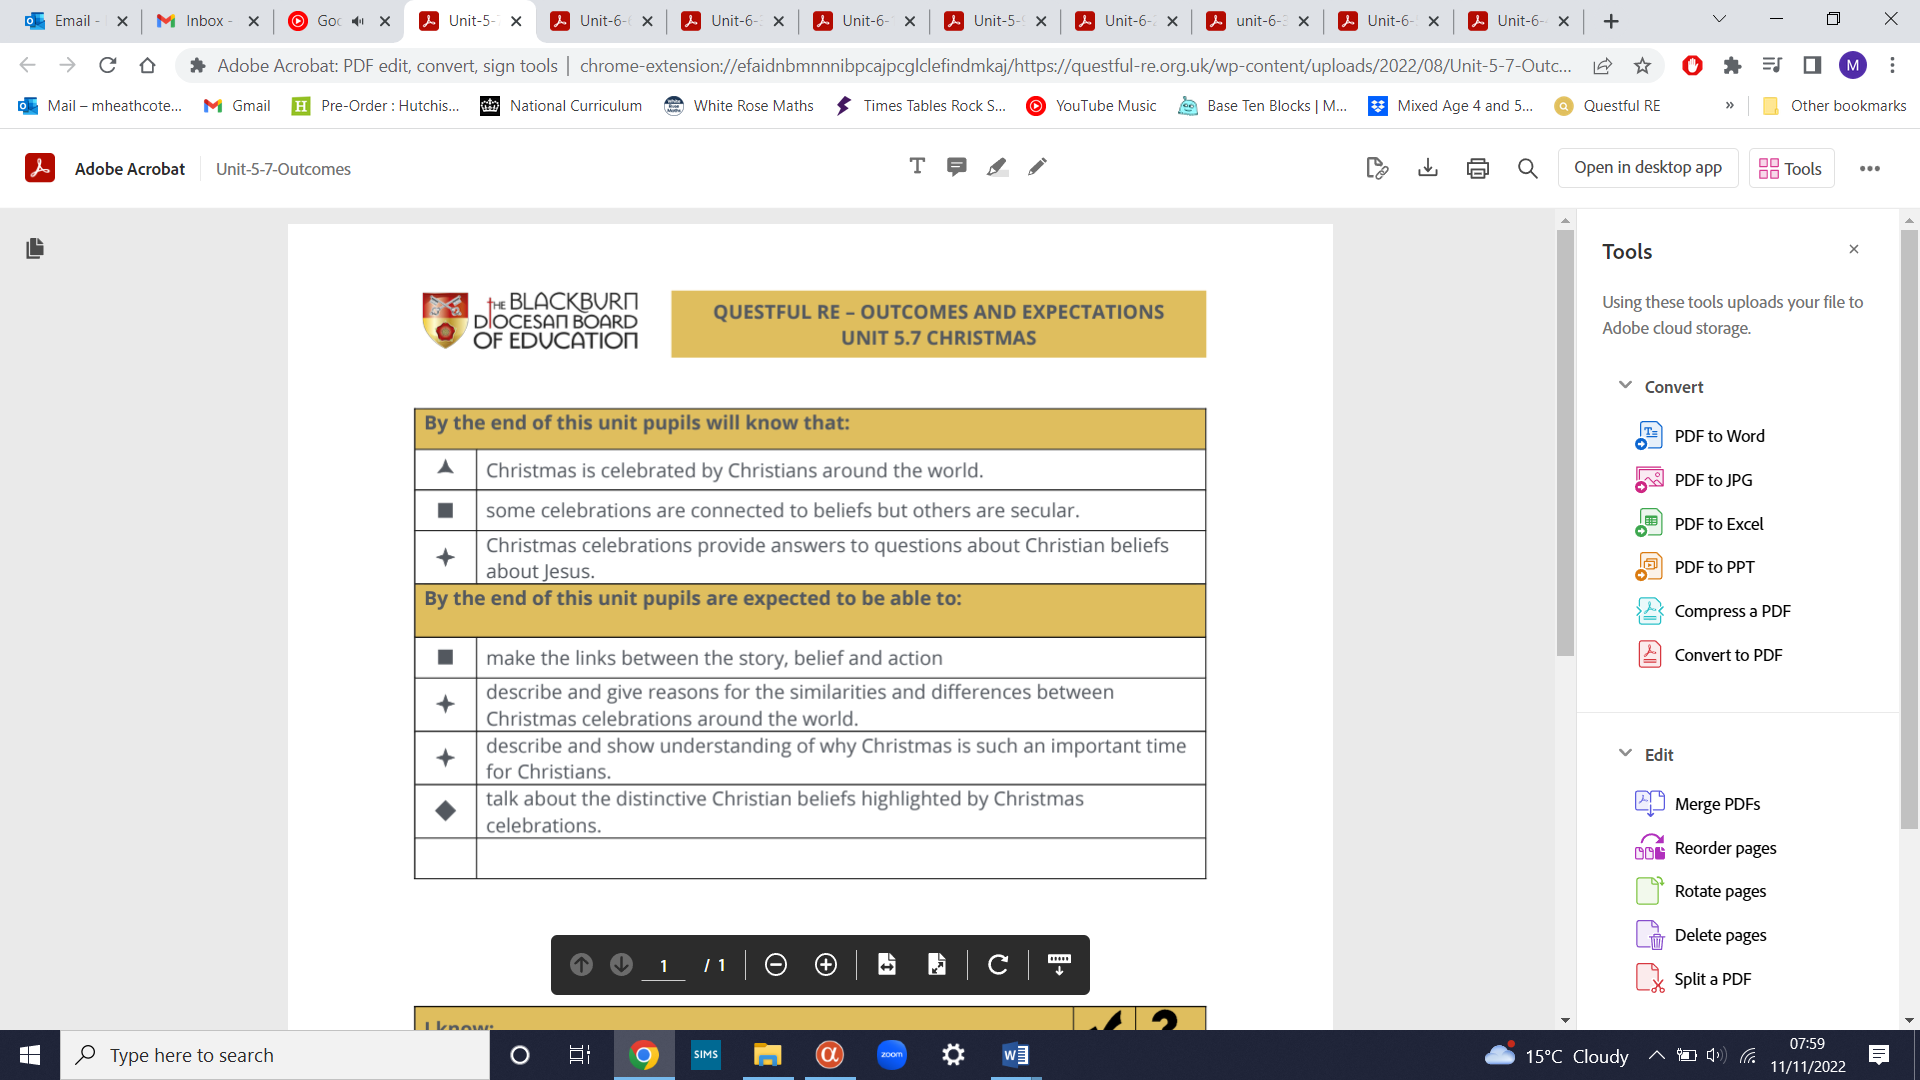 Email -
Inbox -
Goc
Unit-5-7
Unit-6-6
Unit-6-3
Unit-6-
Unit-5-9
Unit-6-2
unit-6-3
Unit-6-5
Unit-6-4
Adobe Acrobat: PDF edit, convert, sign tools | chrome-extension://efaidnbmnnnibpcajpcglclefindmkaj/https://questful-re.org.uk/wp-content/uploads/2022/08/Unit-5-7-Outc...
M
Mail – mheathcote...
Gmail
Pre-Order : Hutchis...
National Curriculum
White Rose Maths
Times Tables Rock S...
YouTube Music
Base Ten Blocks | M...
Mixed Age 4 and 5...
Questful RE
»
Other bookmarks
Adobe Acrobat
Unit-5-7-Outcomes
Open in desktop app
Tools
THE BLACKBURN
DIOCESAN BOARD
OF EDUCATION
QUESTFUL RE – OUTCOMES AND EXPECTATIONS
UNIT 5.7 CHRISTMAS
By the end of this unit pupils will know that:
Christmas is celebrated by Christians around the world.
some celebrations are connected to beliefs but others are secular.
Christmas celebrations provide answers to questions about Christian beliefs
about Jesus.
By the end of this unit pupils are expected to be able to:
make the links between the story, belief and action
describe and give reasons for the similarities and differences between
Christmas celebrations around the world.
describe and show understanding of why Christmas is such an important time
for Christians.
talk about the distinctive Christian beliefs highlighted by Christmas
celebrations.
1 / 1
I know:
?
Tools
Using these tools uploads your file to
Adobe cloud storage.
Convert
PDF to Word
PDF to JPG
PDF to Excel
PDF to PPT
Compress a PDF
Convert to PDF
Edit
Merge PDFs
Reorder pages
Rotate pages
Delete pages
Split a PDF
Type here to search
SIMS
zoom
15°C Cloudy
07:59
11/11/2022